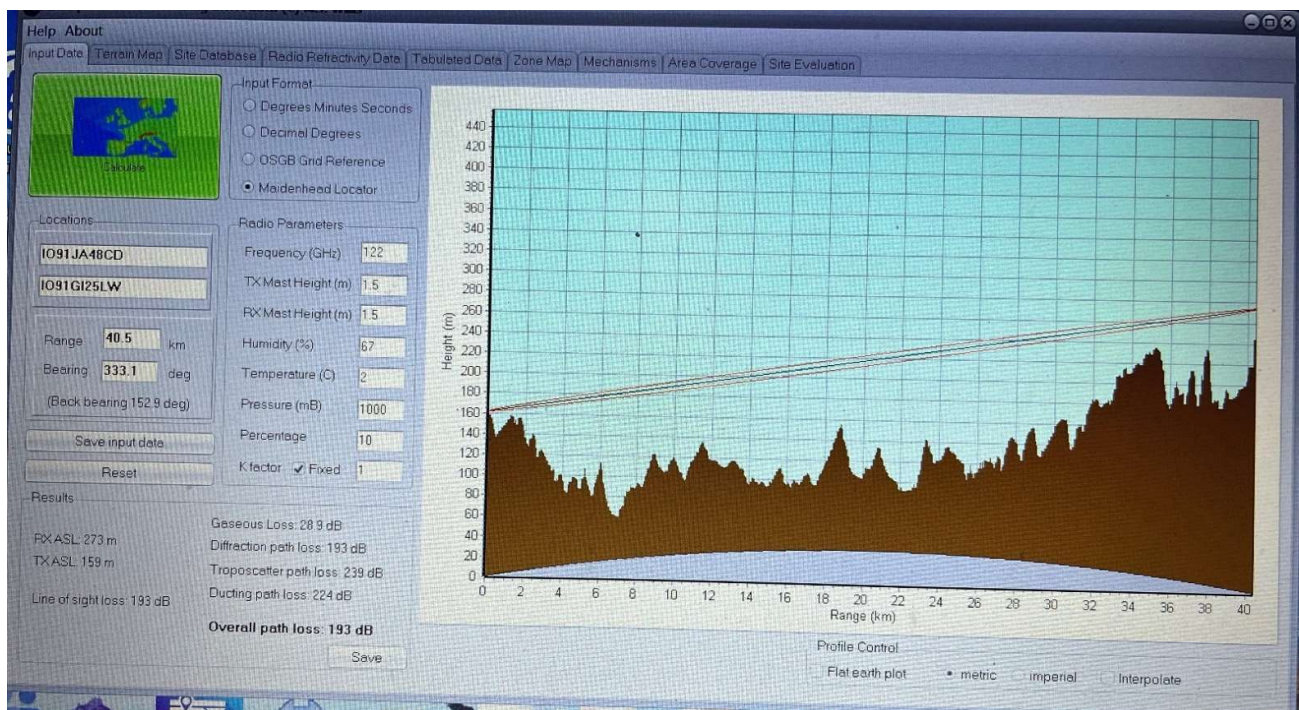 Help About
Input Data Terrain Map Site Database Radio Refractivity Data Tabulated Data Zone Map Mechanisms Area Coverage Site Evaluation
Calculate
Input Format
Degrees Minutes Seconds
Decimal Degrees
OSGB Grid Reference
Maidenhead Locator
Locations
IO91JA48CD
IO91GI25LW
Range 40.5 km
Bearing 333.1 deg
(Back bearing 152.9 deg)
Save input data
Reset
Radio Parameters
Frequency (GHz) 122
TX Mast Height (m) 1.5
RX Mast Height (m) 1.5
Humidity (%) 67
Temperature (C) 2
Pressure (mB) 1000
Percentage 10
K factor Fixed 1
Results
RX ASL: 273 m
TX ASL: 159 m
Line of sight loss: 193 dB
Gaseous Loss: 28.9 dB
Diffraction path loss: 193 dB
Troposcatter path loss: 239 dB
Ducting path loss: 224 dB
Overall path loss: 193 dB
Save
Height (m)
440
420
400
380
360
340
320
300
280
260
240
220
200
180
160
140
120
100
80
60
40
20
0
0 2 4 6 8 10 12 14 16 18 20 22 24 26 28 30 32 34 36 38 40
Range (km)
Profile Control
Flat earth plot metric imperial Interpolate